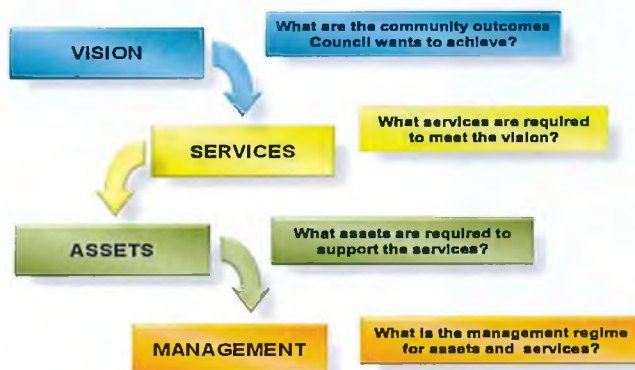 VISION
What are the community outcomes
Council wants to achieve?
SERVICES
What services are required
to meet the vision?
ASSETS
What assets are required to
support the services?
MANAGEMENT
What is the management regime
for assets and services?